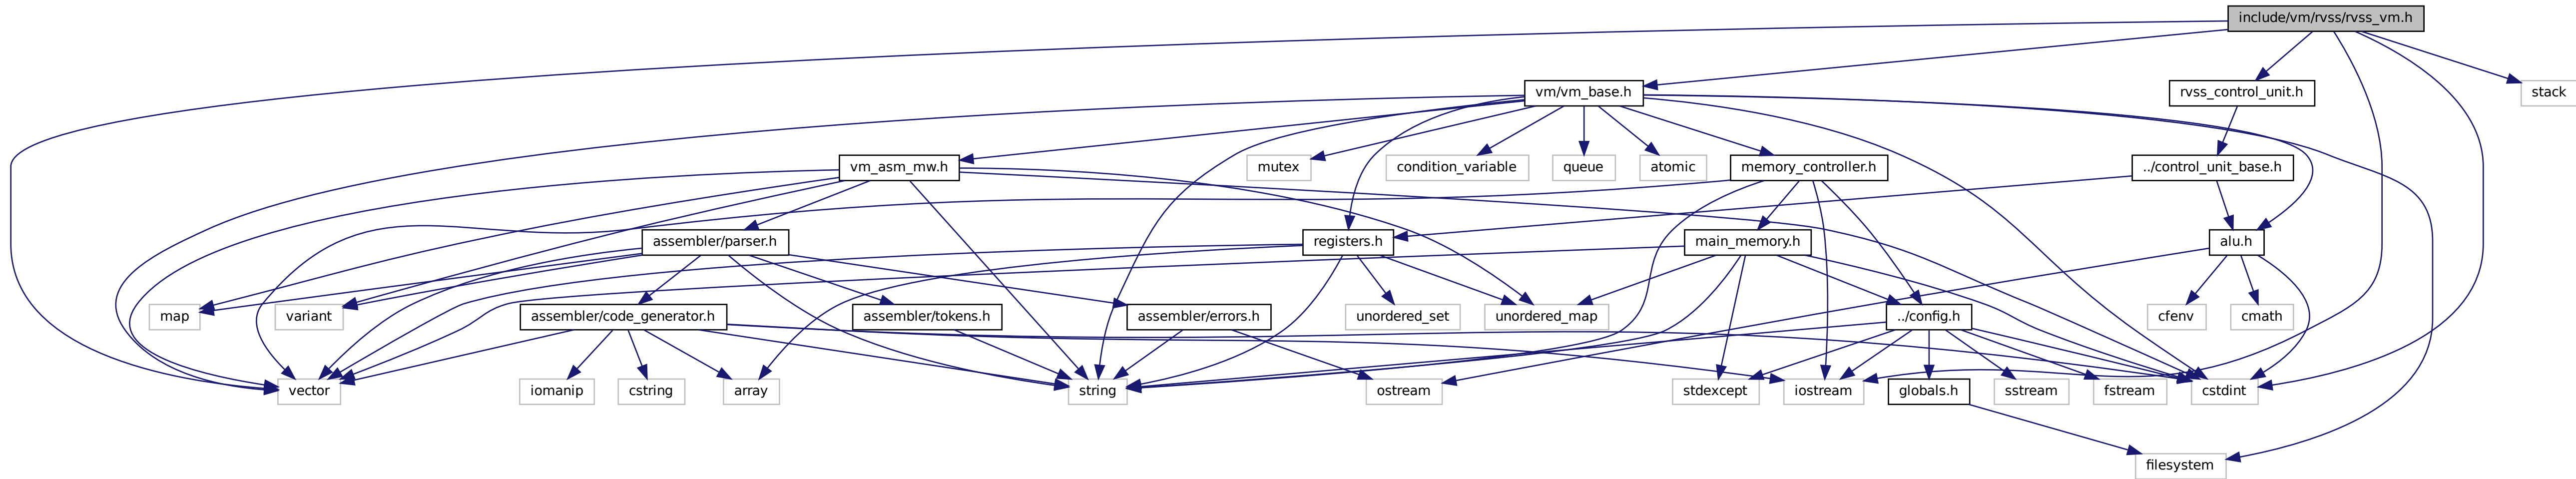 include/vm/rvss/rvss_vm.h
vm/vm_base.h
rvss_control_unit.h
stack
vm_asm_mw.h
mutex
condition_variable
queue
atomic
memory_controller.h
../control_unit_base.h
assembler/parser.h
registers.h
main_memory.h
alu.h
map
variant
assembler/code_generator.h
assembler/tokens.h
assembler/errors.h
unordered_set
unordered_map
../config.h
cfenv
cmath
vector
iomanip
cstring
array
string
ostream
stdexcept
iostream
globals.h
sstream
fstream
cstdint
filesystem